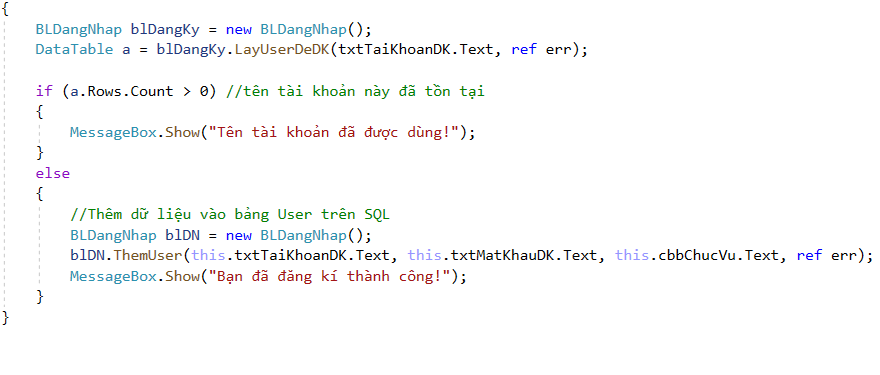 {
BLDangNhap blDangKy = new BLDangNhap();
DataTable a = blDangKy.LayUserDeDK(txtTaiKhoanDK.Text, ref err);
if (a.Rows.Count > 0) //tên tài khoản này đã tồn tại
{
MessageBox.Show("Tên tài khoản đã được dùng!");
}
else
{
//Thêm dữ liệu vào bảng User trên SQL
BLDangNhap blDN = new BLDangNhap();
blDN.ThemUser(this.txtTaiKhoanDK.Text, this.txtMatKhauDK.Text, this.cbbChucVu.Text, ref err);
MessageBox.Show("Bạn đã đăng kí thành công!");
}
}